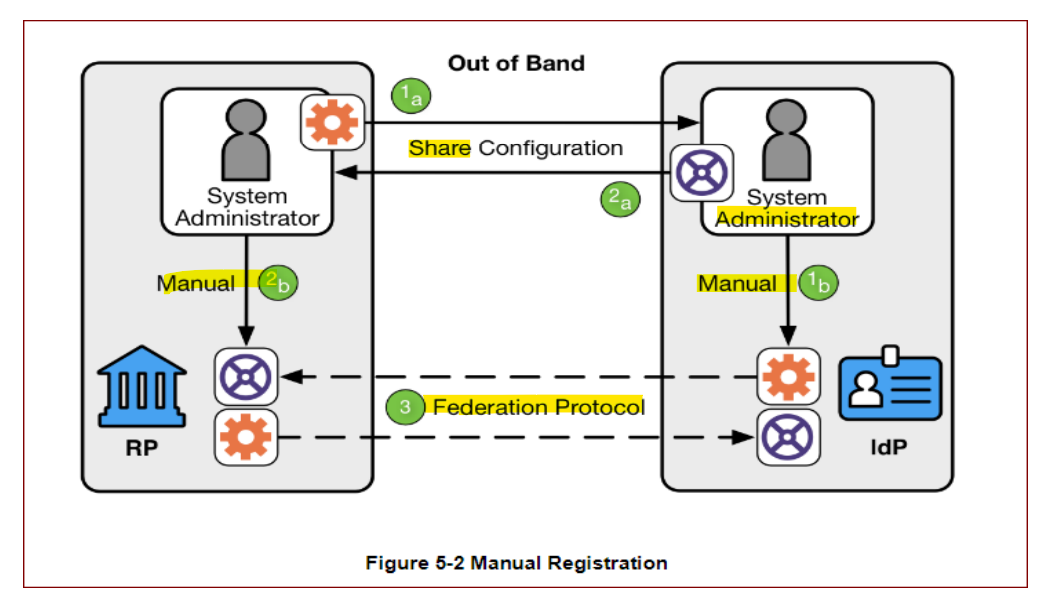 Out of Band
1a
Share Configuration
2a
System
Administrator
System
Administrator
Manual 2b
Manual 1b
3 Federation Protocol
RP
IdP
Figure 5-2 Manual Registration